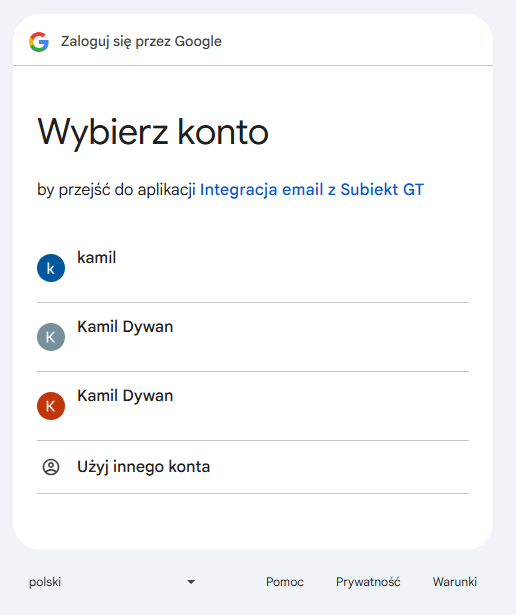 Zaloguj się przez Google
Wybierz konto
by przejść do aplikacji Integracja email z Subiekt GT
k
kamil
K
Kamil Dywan
K
Kamil Dywan
Użyj innego konta
polski
Pomoc
Prywatność
Warunki